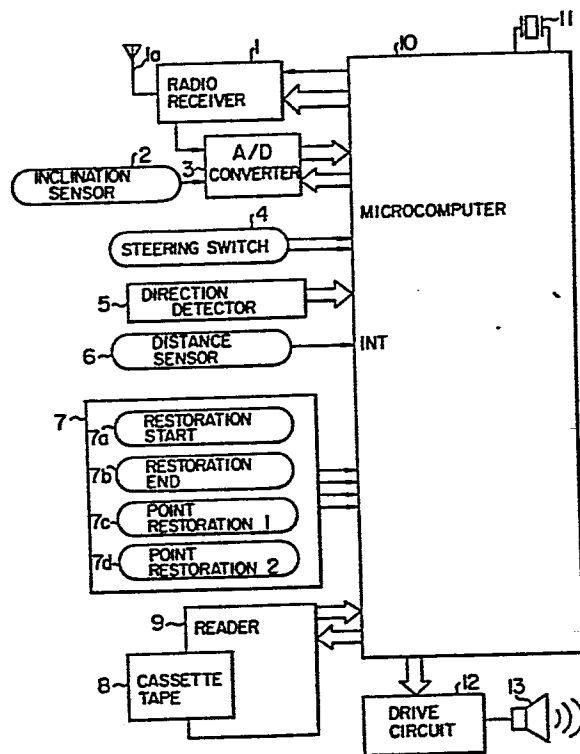 1
10
11
1a
RADIO
RECEIVER
2
INCLINATION
SENSOR
3
A/D
CONVERTER
MICROCOMPUTER
4
STEERING SWITCH
5
DIRECTION
DETECTOR
6
DISTANCE
SENSOR
INT
7
7a
RESTORATION
START
7b
RESTORATION
END
7c
POINT
RESTORATION 1
7d
POINT
RESTORATION 2
9
READER
8
CASSETTE
TAPE
12
DRIVE
CIRCUIT
13